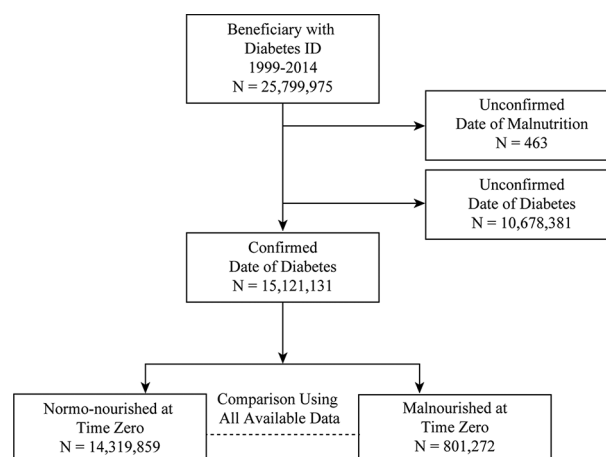 Beneficiary with
Diabetes ID
1999-2014
N = 25,799,975
Unconfirmed
Date of Malnutrition
N = 463
Unconfirmed
Date of Diabetes
N = 10,678,381
Confirmed
Date of Diabetes
N = 15,121,131
Normo-nourished at
Time Zero
N = 14,319,859
Comparison Using
All Available Data
Malnourished at
Time Zero
N = 801,272